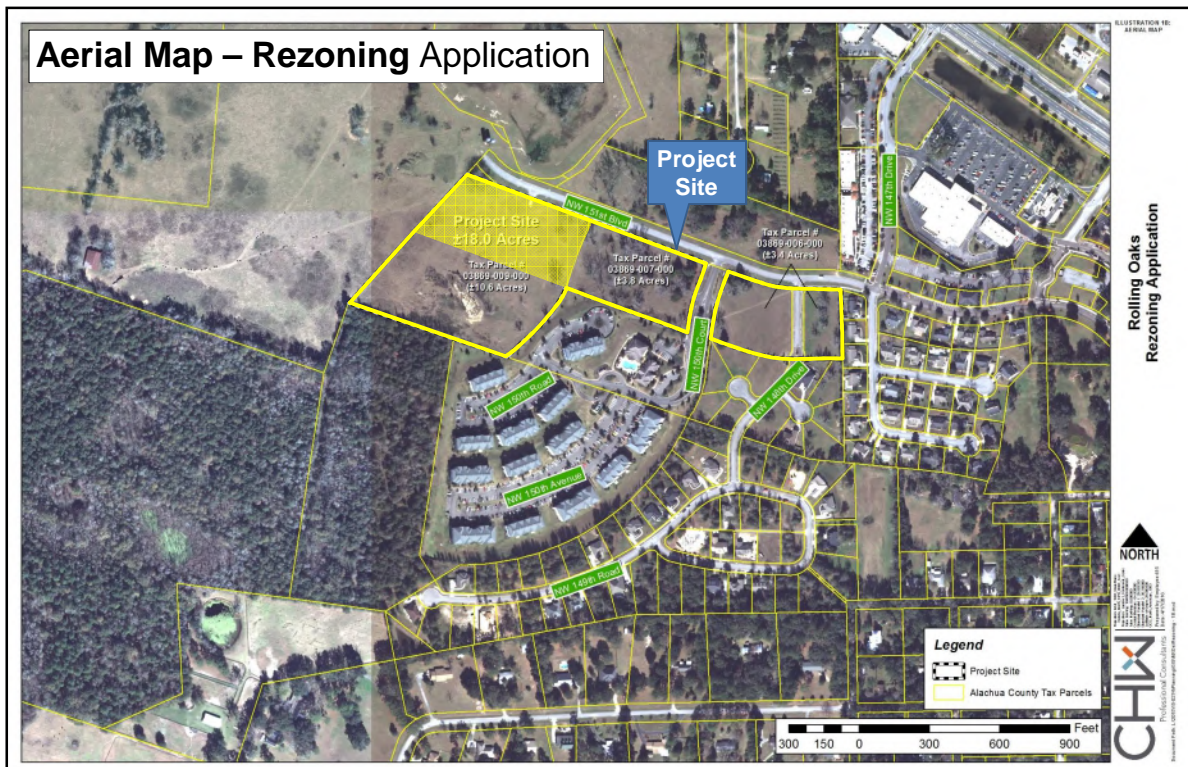 Aerial Map – Rezoning Application
ILLUSTRATION 1B:
AERIAL MAP
Project
Site
NW 151st Blvd
NW 147th Drive
Project Site
±18.0 Acres
Tax Parcel #
03869-009-000
(±10.6 Acres)
Tax Parcel #
03869-007-000
(±3.8 Acres)
Tax Parcel #
03869-006-000
(±3.4 Acres)
Rolling Oaks
Rezoning Application
NW 150th Court
NW 148th Drive
NW 150th Road
NW 150th Avenue
NW 149th Road
NORTH
Legend
Project Site
Alachua County Tax Parcels
Feet
300 150 0 300 600 900
CHW
Professional Consultants